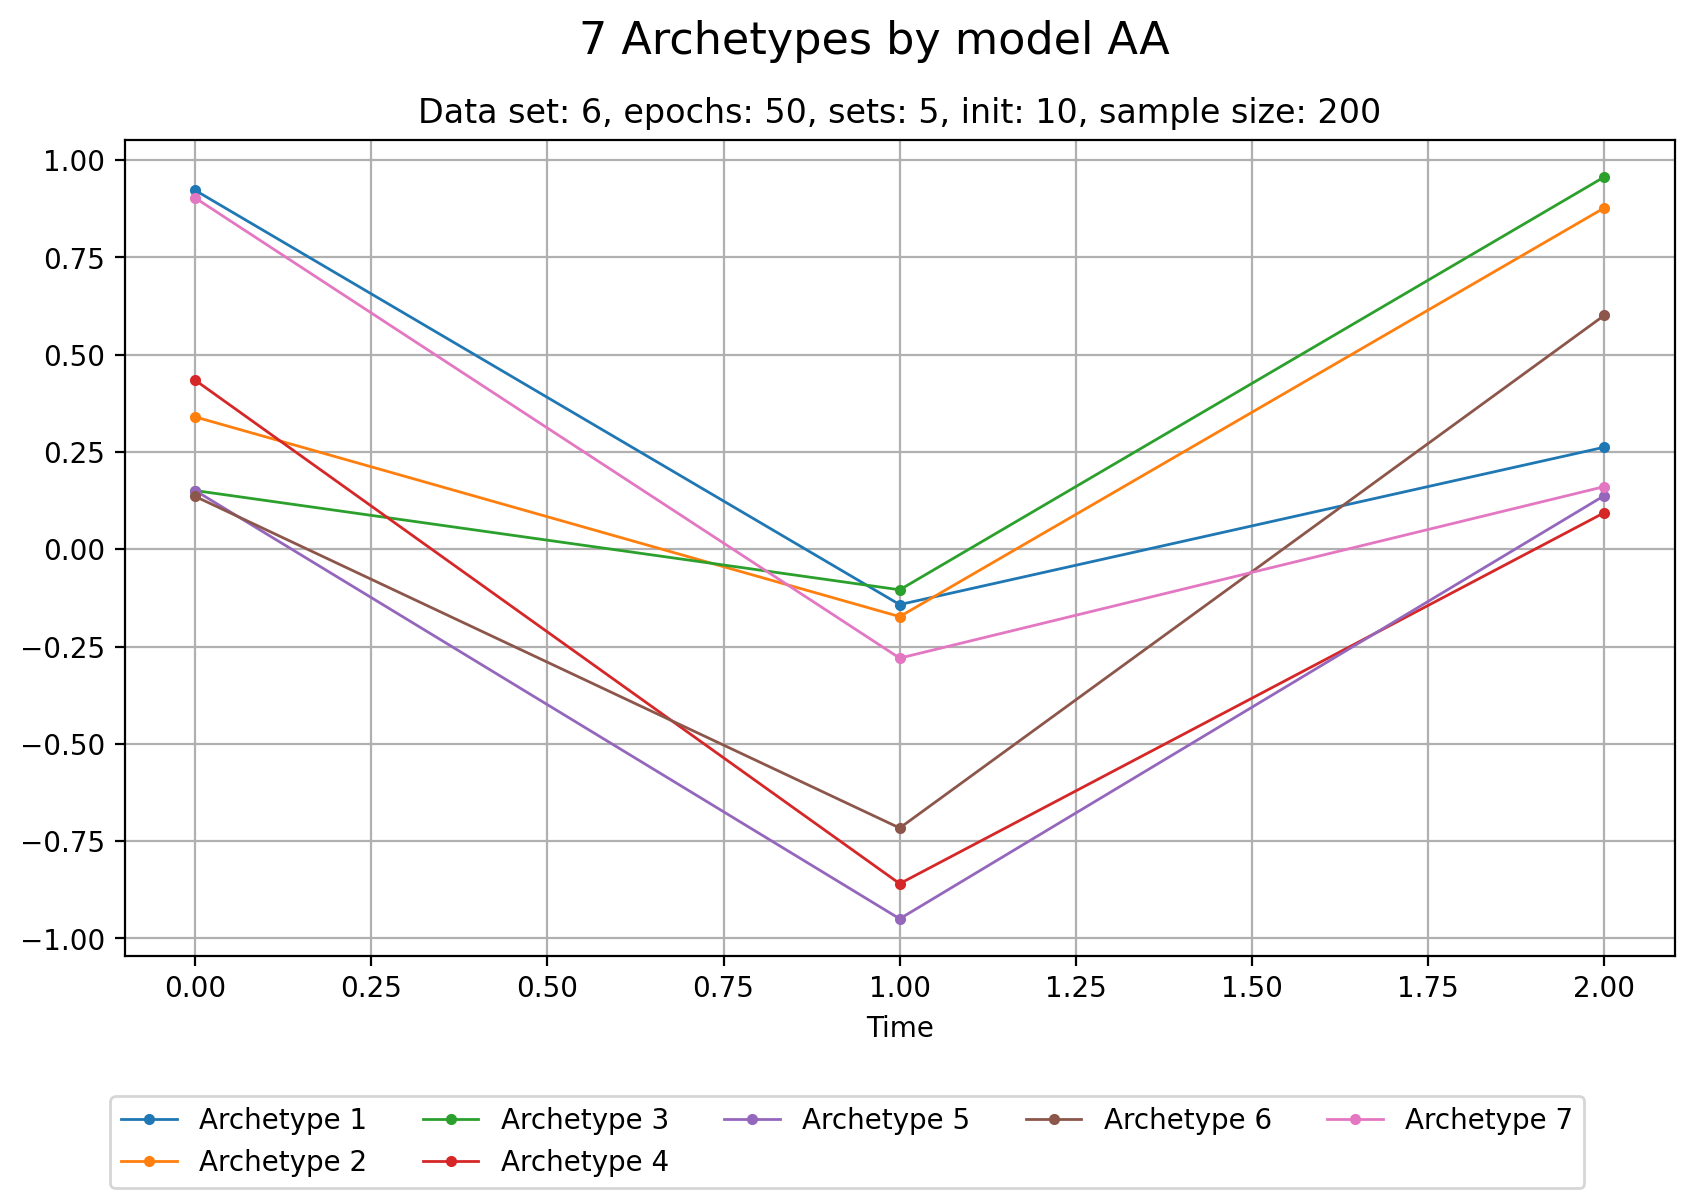 7 Archetypes by model AA
Data set: 6, epochs: 50, sets: 5, init: 10, sample size: 200
1.00
0.75
0.50
0.25
0.00
−0.25
−0.50
−0.75
−1.00
0.00 0.25 0.50 0.75 1.00 1.25 1.50 1.75 2.00
Time
Archetype 1 Archetype 3 Archetype 5 Archetype 6 Archetype 7
Archetype 2 Archetype 4